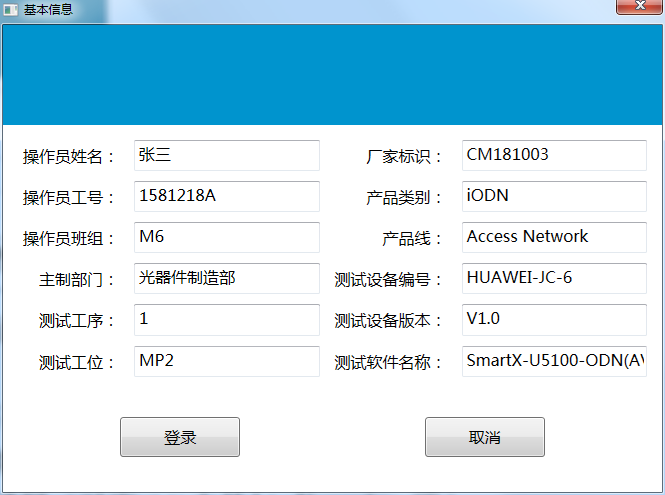 基本信息
操作员姓名： 张三 厂家标识： CM181003
操作员工号： 1581218A 产品类别： iODN
操作员班组： M6 产品线： Access Network
主制部门： 光器件制造部 测试设备编号： HUAWEI-JC-6
测试工序： 1 测试设备版本： V1.0
测试工位： MP2 测试软件名称： SmartX-U5100-ODN(AV
登录 取消